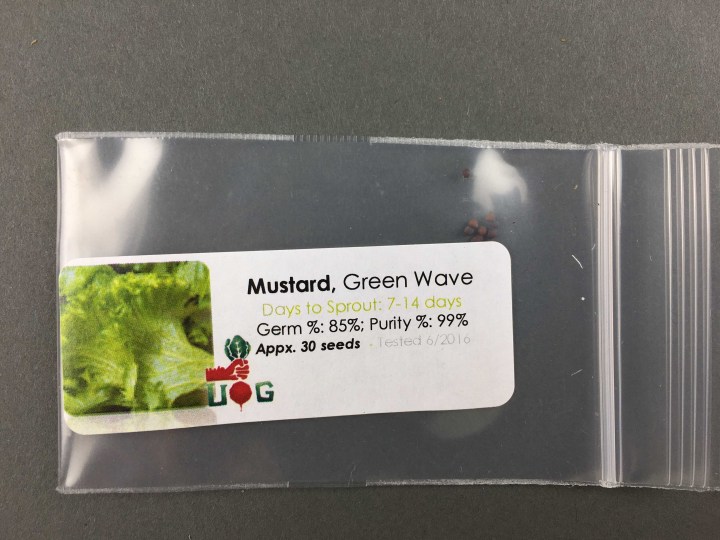 Mustard, Green Wave
Days to Sprout: 7-14 days
Germ %: 85%; Purity %: 99%
Appx. 30 seeds - Tested 6/2016
UOG